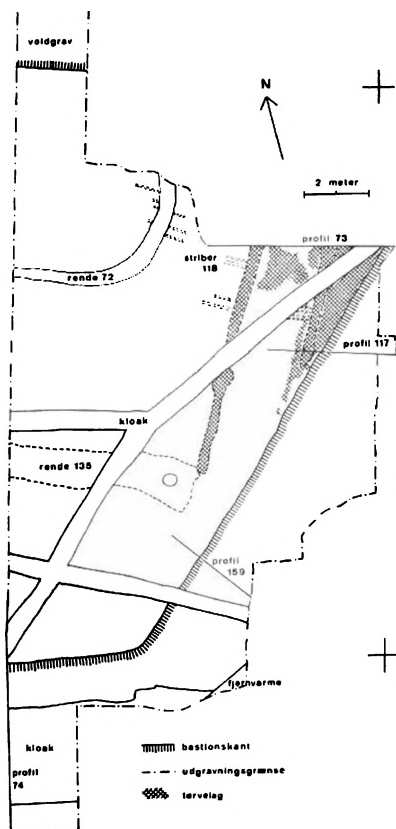 voldgrav
N
2 meter
profil 73
striber
118
rende 72
profil 117
kloak
rende 135
profil
159
fjernvarme
kloak
profil
74
bastionskant
udgravningsgrænse
tørvelag